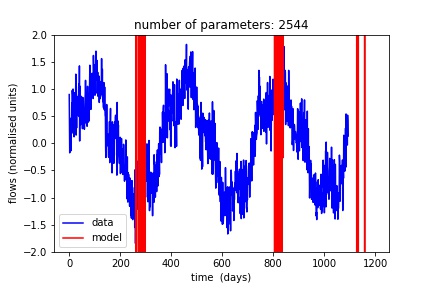 number of parameters: 2544
flows (normalised units)
2.0
1.5
1.0
0.5
0.0
−0.5
−1.0
−1.5
−2.0
data
model
0 200 400 600 800 1000 1200
time (days)